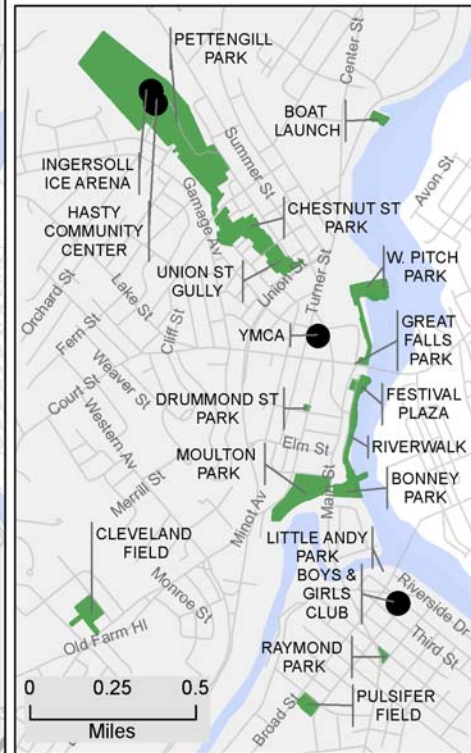 PETTENGILL
PARK
Center St
BOAT
LAUNCH
Summer St
Avon St
INGERSOLL
ICE ARENA
HASTY
COMMUNITY
CENTER
Gamage Av
CHESTNUT ST
PARK
UNION ST
GULLY
Union St
Turner St
W. PITCH
PARK
Orchard St
Lake St
Fern St
Cliff St
YMCA
GREAT
FALLS
PARK
Court St
Weaver St
Western Av
DRUMMOND ST
PARK
FESTIVAL
PLAZA
Elm St
RIVERWALK
Merrill St
MOULTON
PARK
Main St
BONNEY
PARK
Minot Av
CLEVELAND
FIELD
LITTLE ANDY
PARK
BOYS &
GIRLS
CLUB
Riverside Dr
Monroe St
Old Farm Hl
Third St
RAYMOND
PARK
Broad St
PULSIFER
FIELD
0 0.25 0.5
Miles